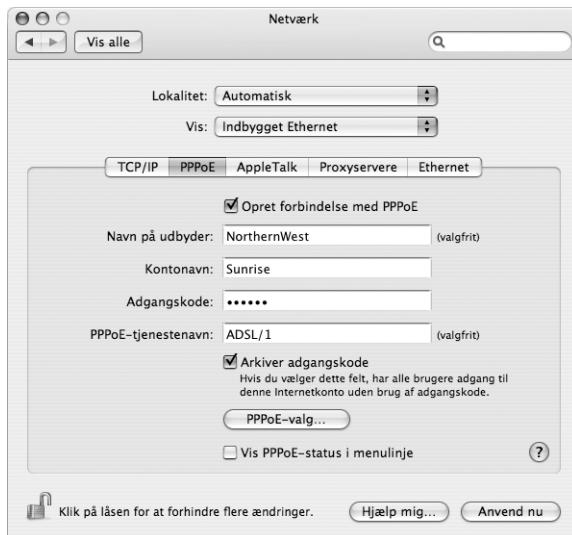 Netværk
Vis alle
Lokalitet: Automatisk
Vis: Indbygget Ethernet
TCP/IP PPPoE AppleTalk Proxyservere Ethernet
Opret forbindelse med PPPoE
Navn på udbyder: NorthernWest (valgfrit)
Kontonavn: Sunrise
Adgangskode: ••••••
PPPoE-tjenestenavn: ADSL/1 (valgfrit)
Arkiver adgangskode
Hvis du vælger dette felt, har alle brugere adgang til
denne Internetkonto uden brug af adgangskode.
PPPoE-valg...
Vis PPPoE-status i menulinje ?
Klik på låsen for at forhindre flere ændringer. Hjælp mig... Anvend nu